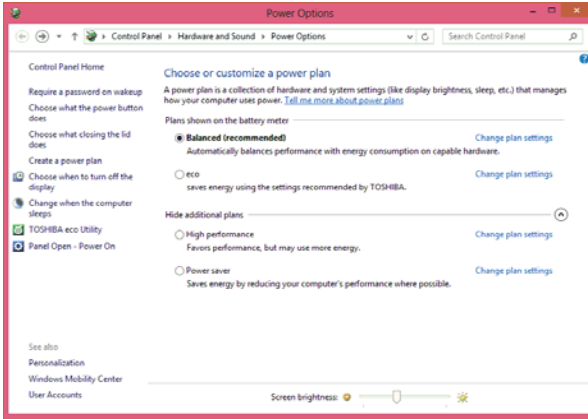 Power Options
Control Panel ▸ Hardware and Sound ▸ Power Options
Search Control Panel
Control Panel Home
Require a password on wakeup
Choose what the power button
does
Choose what closing the lid
does
Create a power plan
Choose when to turn off the
display
Change when the computer
sleeps
TOSHIBA eco Utility
Panel Open - Power On
See also
Personalization
Windows Mobility Center
User Accounts
Choose or customize a power plan
A power plan is a collection of hardware and system settings (like display brightness, sleep, etc.) that manages
how your computer uses power. Tell me more about power plans
Plans shown on the battery meter
Balanced (recommended) Change plan settings
Automatically balances performance with energy consumption on capable hardware.
eco Change plan settings
saves energy using the settings recommended by TOSHIBA.
Hide additional plans
High performance Change plan settings
Favors performance, but may use more energy.
Power saver Change plan settings
Saves energy by reducing your computer's performance where possible.
Screen brightness: